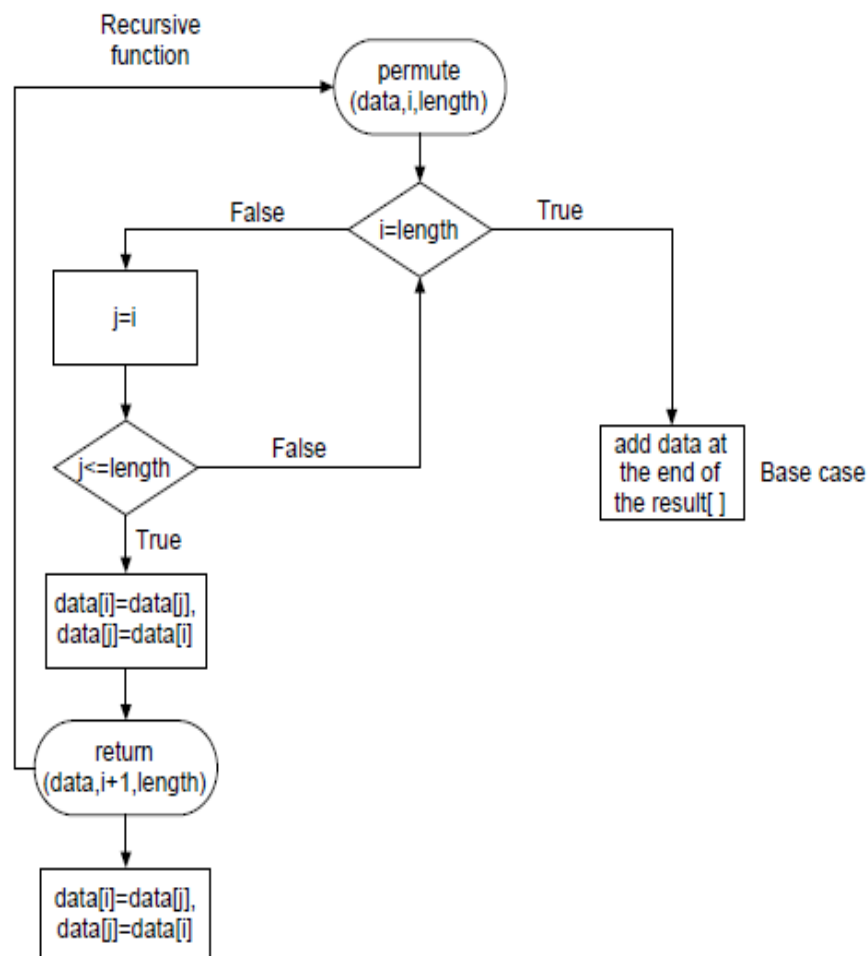 Recursive
function
permute
(data,i,length)
False
i=length
True
j=i
j<=length
False
add data at
the end of
the result[ ]
Base case
True
data[i]=data[j],
data[j]=data[i]
return
(data,i+1,length)
data[i]=data[j],
data[j]=data[i]